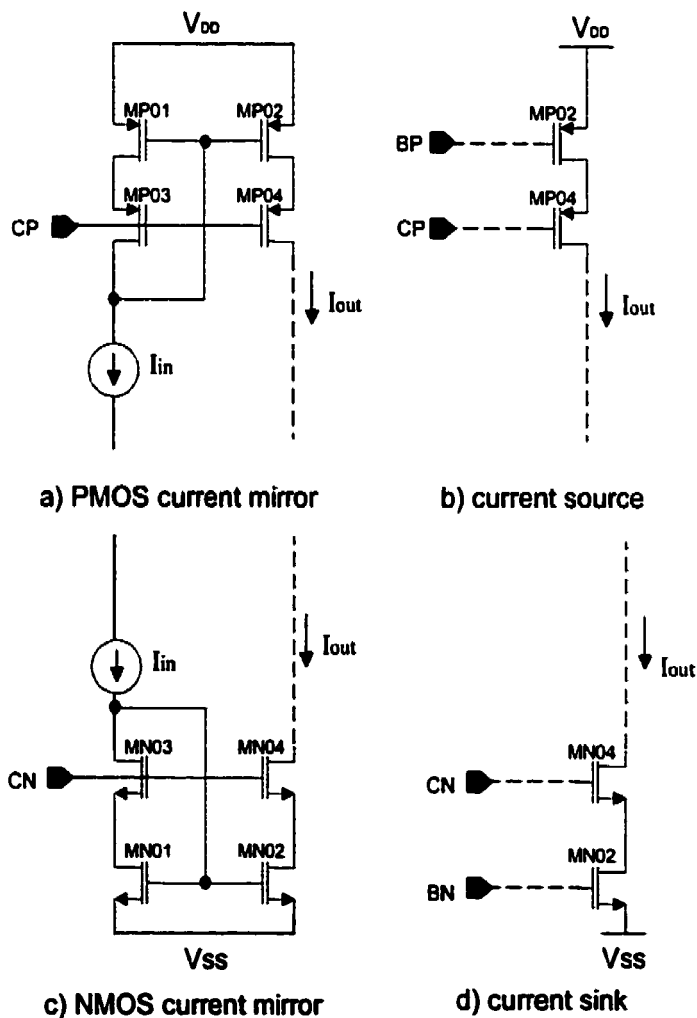 VDD
VDD
MP01
MP02
MP02
BP
MP03
MP04
MP04
CP
CP
Iout
Iout
Iin
a) PMOS current mirror
b) current source
Iin
Iout
Iout
MN03
MN04
MN04
CN
CN
MN01
MN02
MN02
BN
Vss
Vss
c) NMOS current mirror
d) current sink